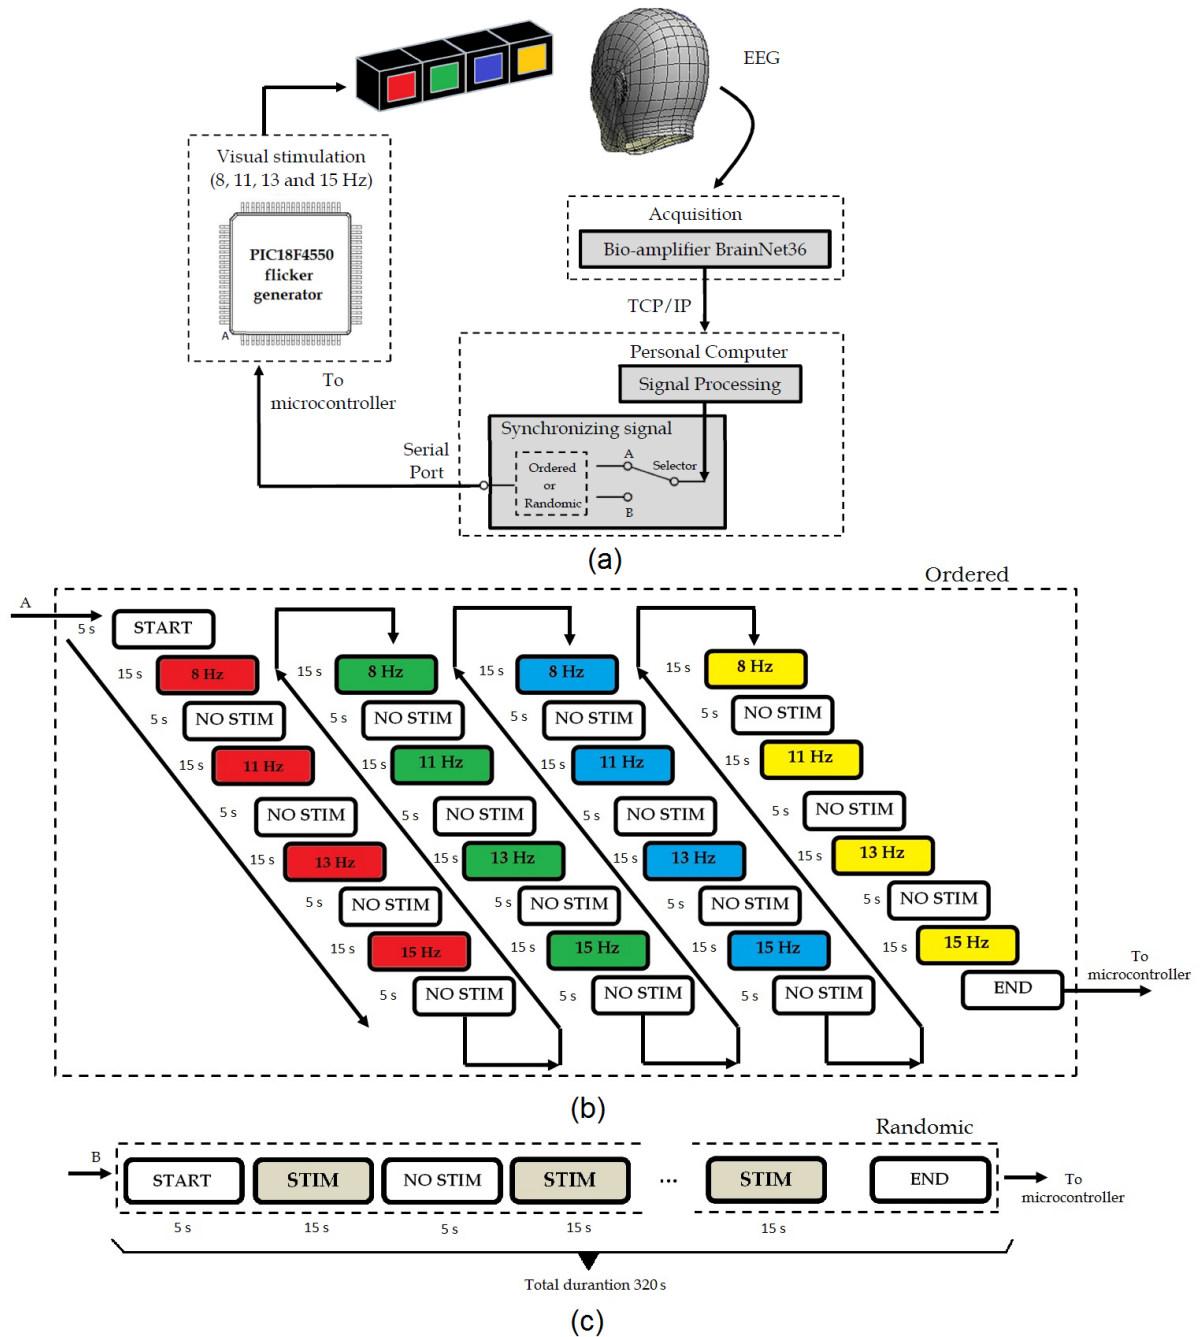 EEG
Visual stimulation
(8, 11, 13 and 15 Hz)
PIC18F4550
flicker
generator
A
Acquisition
Bio-amplifier BrainNet36
TCP/IP
Personal Computer
Signal Processing
To
microcontroller
Serial
Port
Synchronizing signal
Ordered
or
Randomic
A
Selector
B
(a)
Ordered
A
5 s
START
15 s
8 Hz
5 s
NO STIM
15 s
11 Hz
5 s
NO STIM
15 s
13 Hz
5 s
NO STIM
15 s
15 Hz
5 s
NO STIM
15 s
8 Hz
5 s
NO STIM
15 s
11 Hz
5 s
NO STIM
15 s
13 Hz
5 s
NO STIM
15 s
15 Hz
5 s
NO STIM
15 s
8 Hz
5 s
NO STIM
15 s
11 Hz
5 s
NO STIM
15 s
13 Hz
5 s
NO STIM
15 s
15 Hz
5 s
NO STIM
15 s
8 Hz
5 s
NO STIM
15 s
11 Hz
5 s
NO STIM
15 s
13 Hz
5 s
NO STIM
15 s
15 Hz
END
To
microcontroller
(b)
Randomic
B
START
STIM
NO STIM
STIM
...
STIM
END
To
microcontroller
5 s
15 s
5 s
15 s
15 s
Total durantion 320 s
(c)